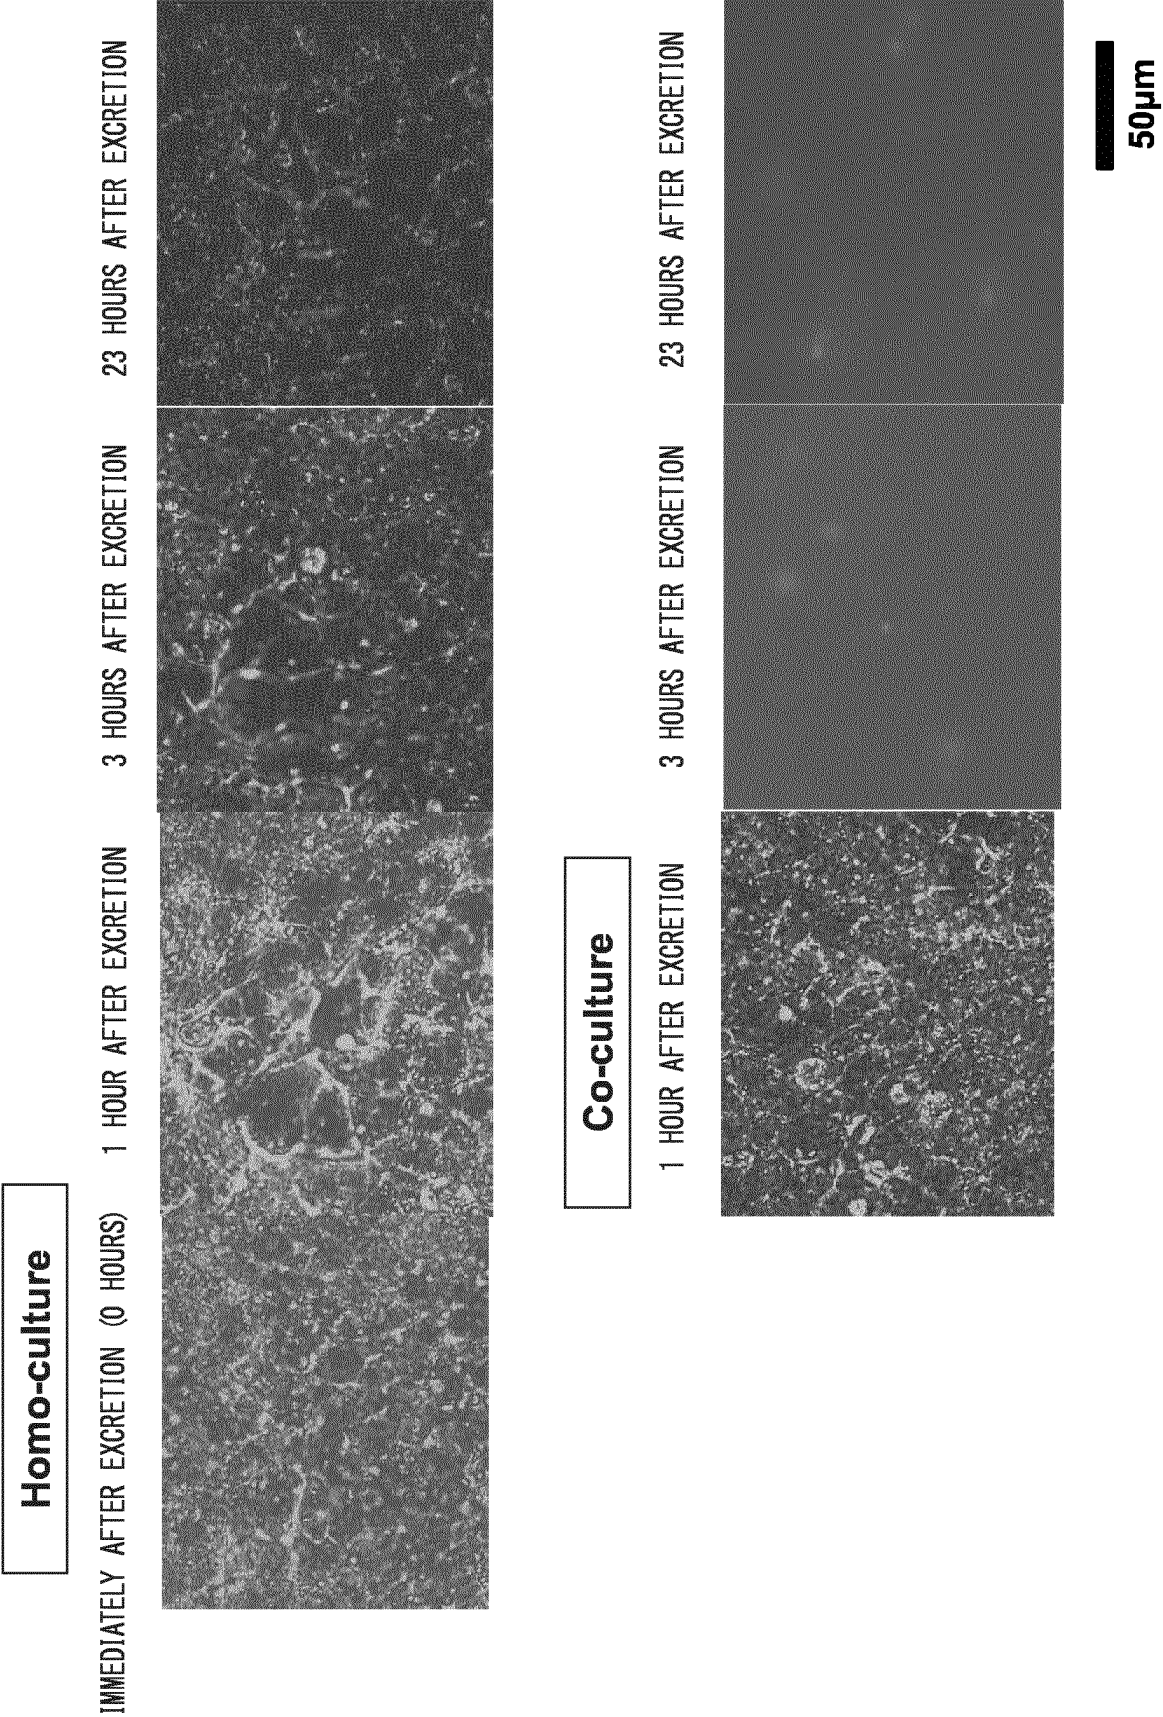 Homo-culture
IMMEDIATELY AFTER EXCRETION (0 HOURS)
1 HOUR AFTER EXCRETION
3 HOURS AFTER EXCRETION
23 HOURS AFTER EXCRETION
Co-culture
1 HOUR AFTER EXCRETION
3 HOURS AFTER EXCRETION
23 HOURS AFTER EXCRETION
50μm